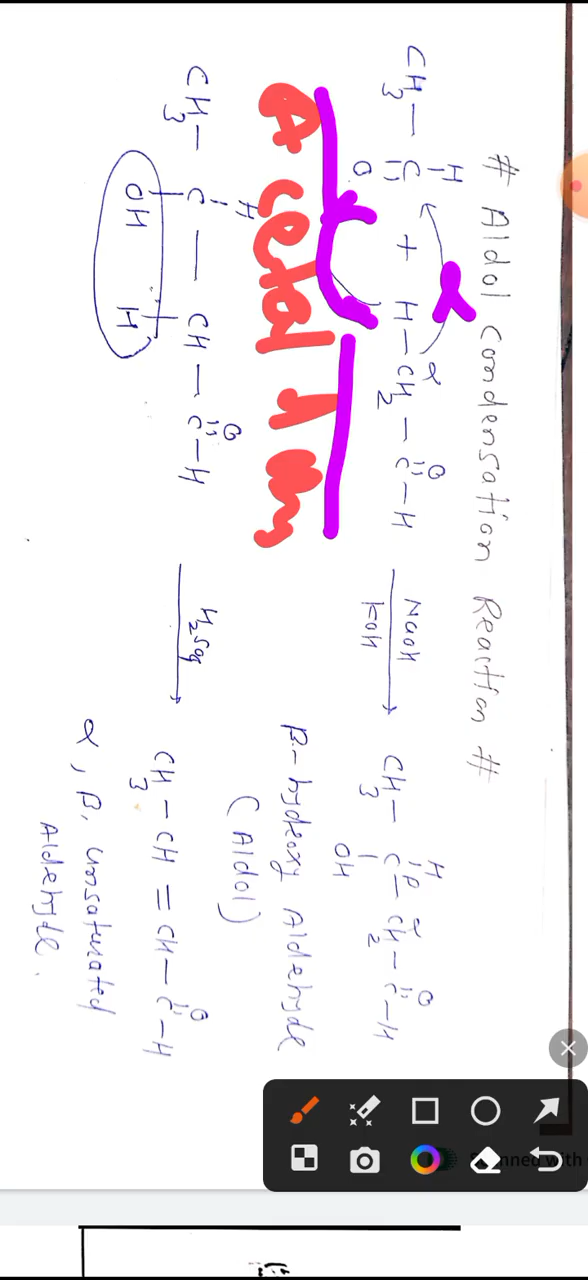 # Aldol Condensation Reaction #
CH3 — C(H)(=O) + H — CH2(α) — C(=O) — H → NaOH KOH → CH3 — C(H)(OH)(β) — CH2(α) — C(=O) — H
β-hydroxy Aldehyde
(Aldol)
CH3 — C(H)(OH) — CH(H) — C(=O) — H → H2SO4 → CH3 — CH = CH — C(=O) — H
α, β, unsaturated
Aldehyde.